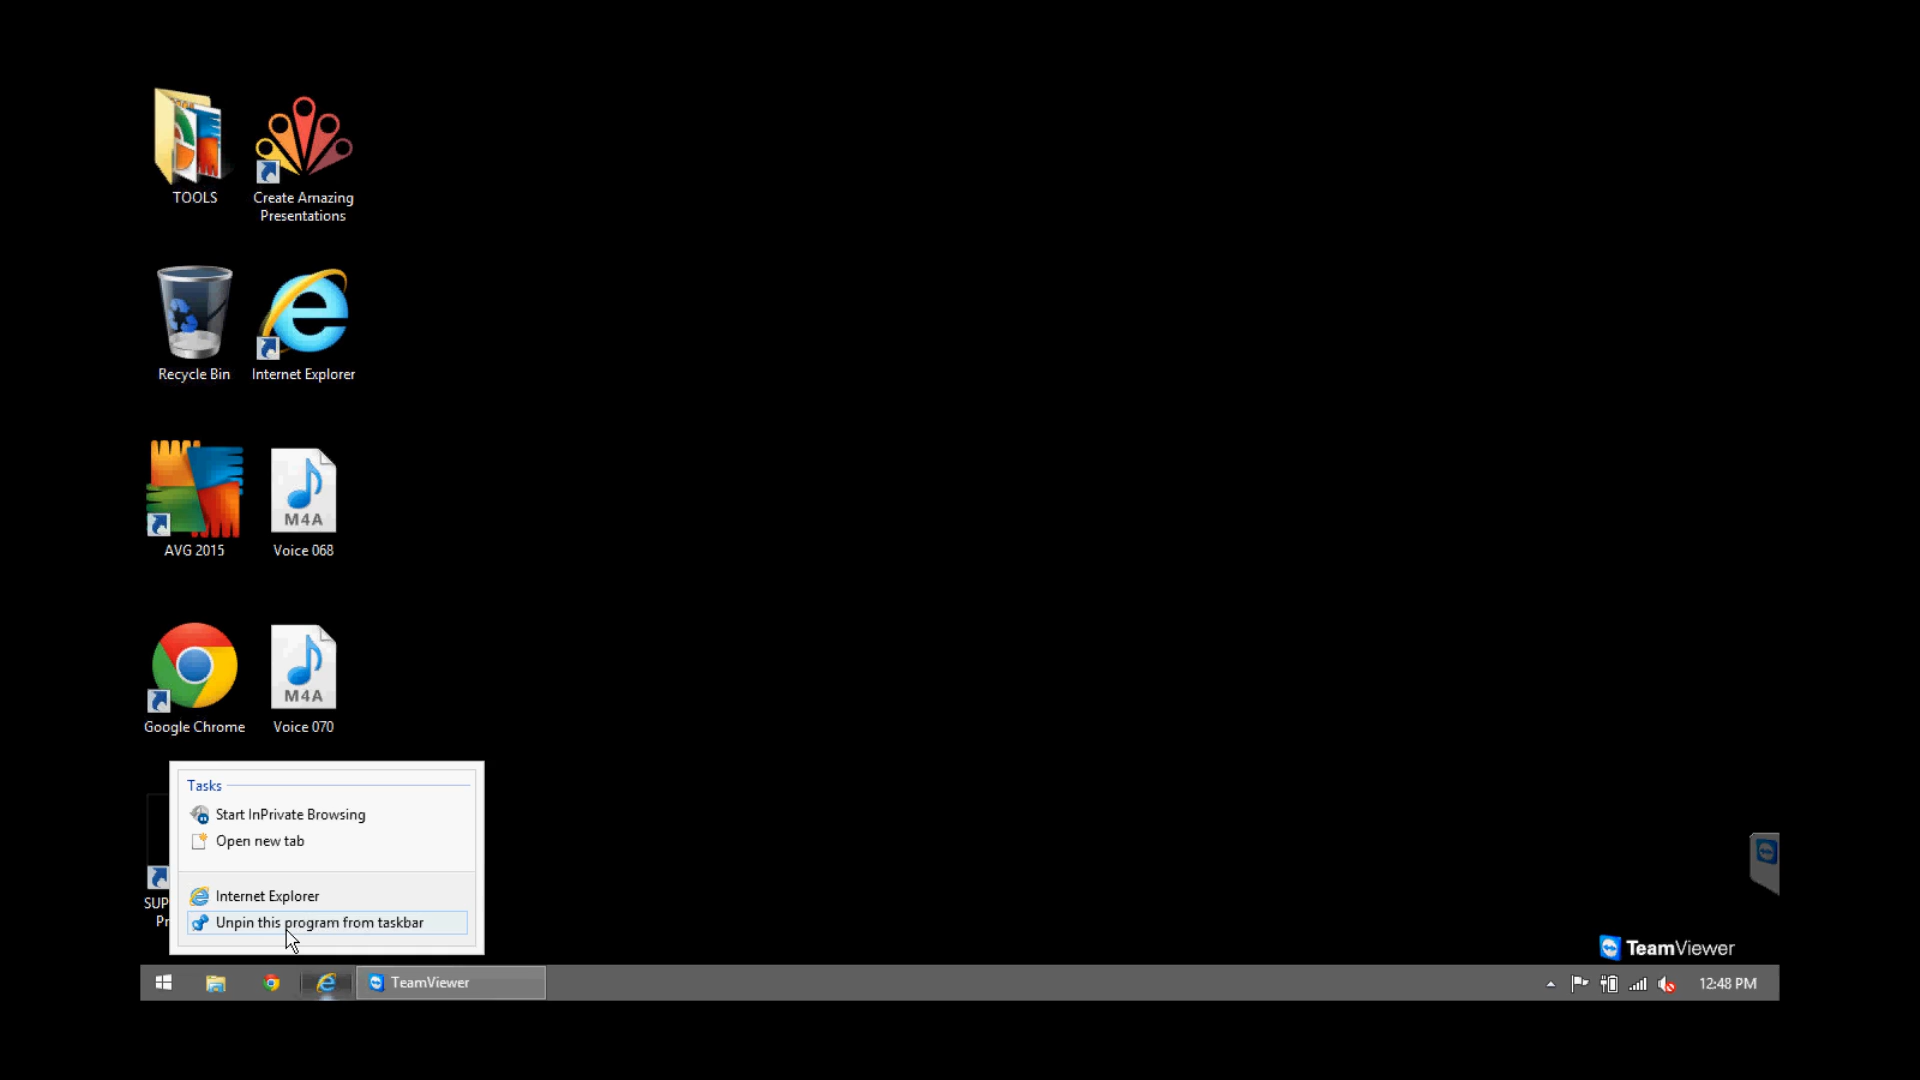 TOOLS
Create Amazing
Presentations
Recycle Bin
Internet Explorer
AVG 2015
M4A
Voice 068
Google Chrome
M4A
Voice 070
Tasks
Start InPrivate Browsing
Open new tab
Internet Explorer
Unpin this program from taskbar
SUP
Pr
TeamViewer
TeamViewer
12:48 PM